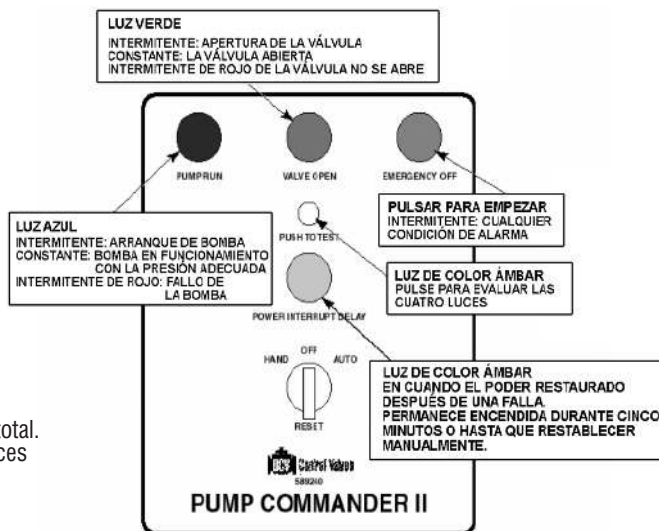 LUZ VERDE
INTERMITENTE: APERTURA DE LA VÁLVULA
CONSTANTE: LA VÁLVULA ABIERTA
INTERMITENTE DE ROJO DE LA VÁLVULA NO SE ABRE
PUMP RUN
VALVE OPEN
EMERGENCY OFF
PULSAR PARA EMPEZAR
INTERMITENTE: CUALQUIER
CONDICIÓN DE ALARMA
LUZ AZUL
INTERMITENTE: ARRANQUE DE BOMBA
CONSTANTE: BOMBA EN FUNCIONAMIENTO
CON LA PRESIÓN ADECUADA
INTERMITENTE DE ROJO: FALLO DE
LA BOMBA
PUSH TO TEST
LUZ DE COLOR ÁMBAR
PULSE PARA EVALUAR LAS
CUATRO LUCES
POWER INTERRUPT DELAY
HAND
OFF
AUTO
RESET
LUZ DE COLOR ÁMBAR
EN CUANDO EL PODER RESTAURADO
DESPUÉS DE UNA FALLA.
PERMANECE ENCENDIDA DURANTE CINCO
MINUTOS O HASTA QUE RESTABLECER
MANUALMENTE.
total.
ces
Control Valves
589240
PUMP COMMANDER II